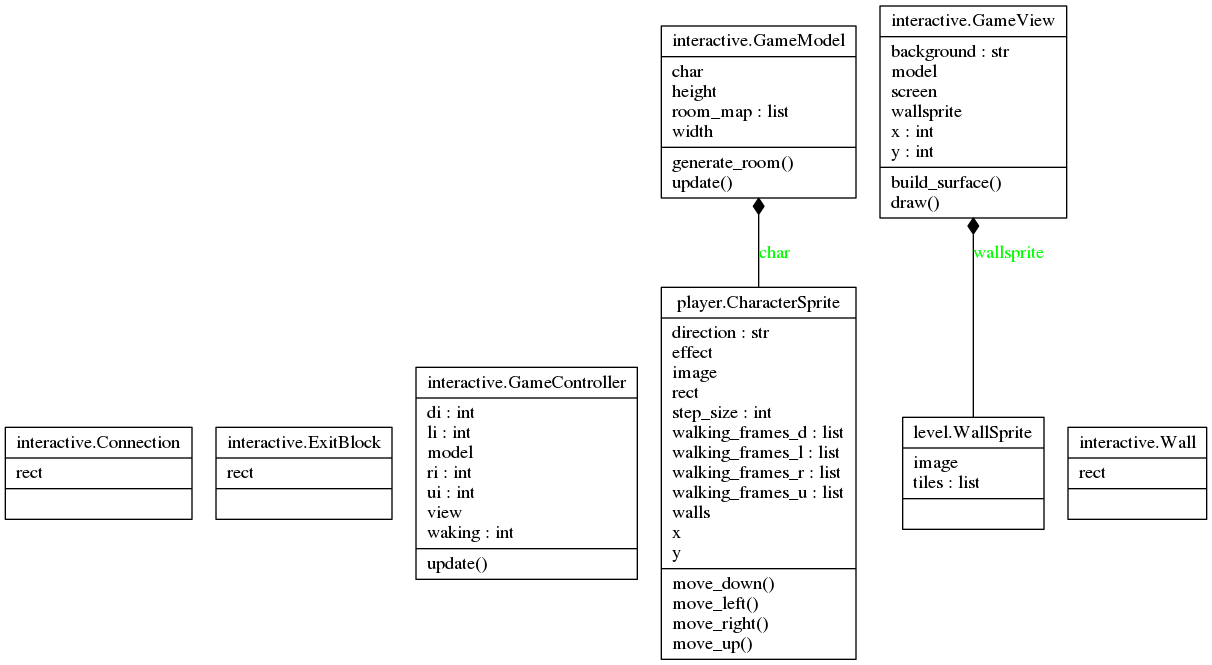 interactive.GameModel
char
height
room_map : list
width
generate_room()
update()
interactive.GameView
background : str
model
screen
wallsprite
x : int
y : int
build_surface()
draw()
char
wallsprite
interactive.Connection
rect
interactive.ExitBlock
rect
interactive.GameController
di : int
li : int
model
ri : int
ui : int
view
waking : int
update()
player.CharacterSprite
direction : str
effect
image
rect
step_size : int
walking_frames_d : list
walking_frames_l : list
walking_frames_r : list
walking_frames_u : list
walls
x
y
move_down()
move_left()
move_right()
move_up()
level.WallSprite
image
tiles : list
interactive.Wall
rect